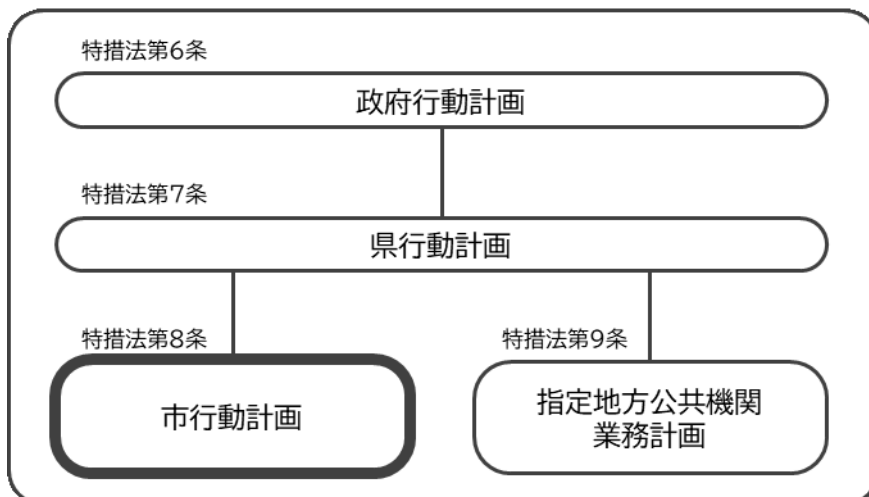 特措法第6条
政府行動計画
特措法第7条
県行動計画
特措法第8条
市行動計画
特措法第9条
指定地方公共機関
業務計画